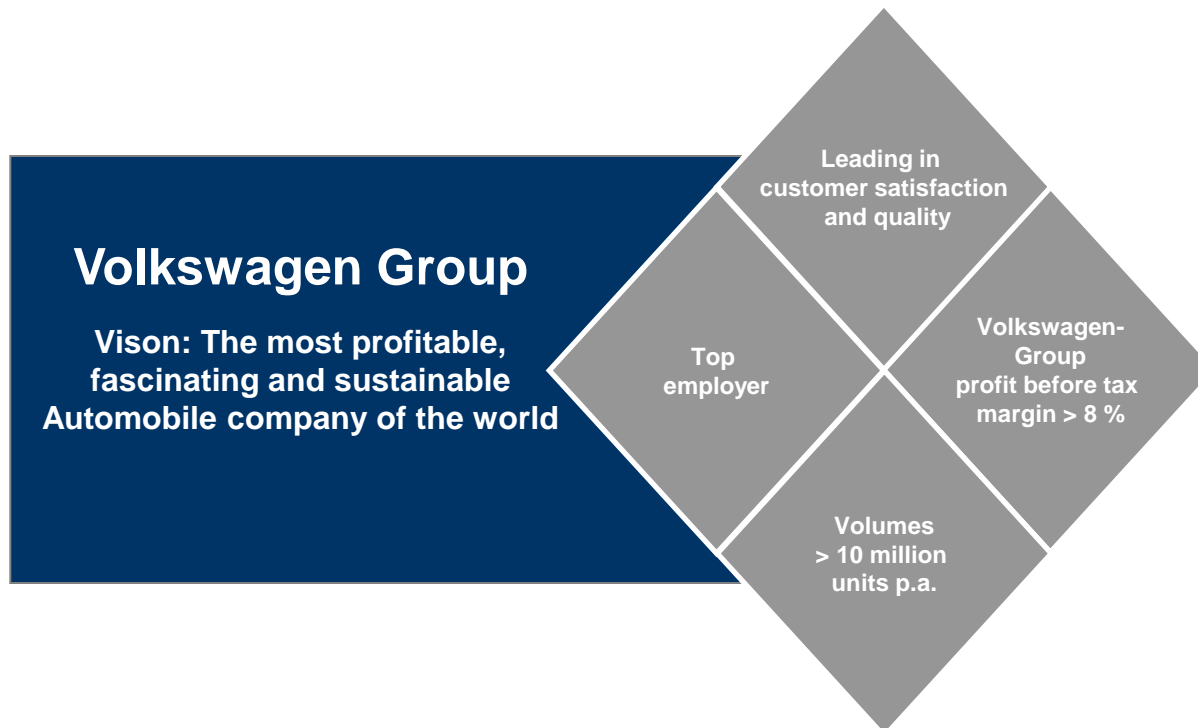 Volkswagen Group
Vison: The most profitable,
fascinating and sustainable
Automobile company of the world
Leading in
customer satisfaction
and quality
Top
employer
Volkswagen-
Group
profit before tax
margin > 8 %
Volumes
> 10 million
units p.a.